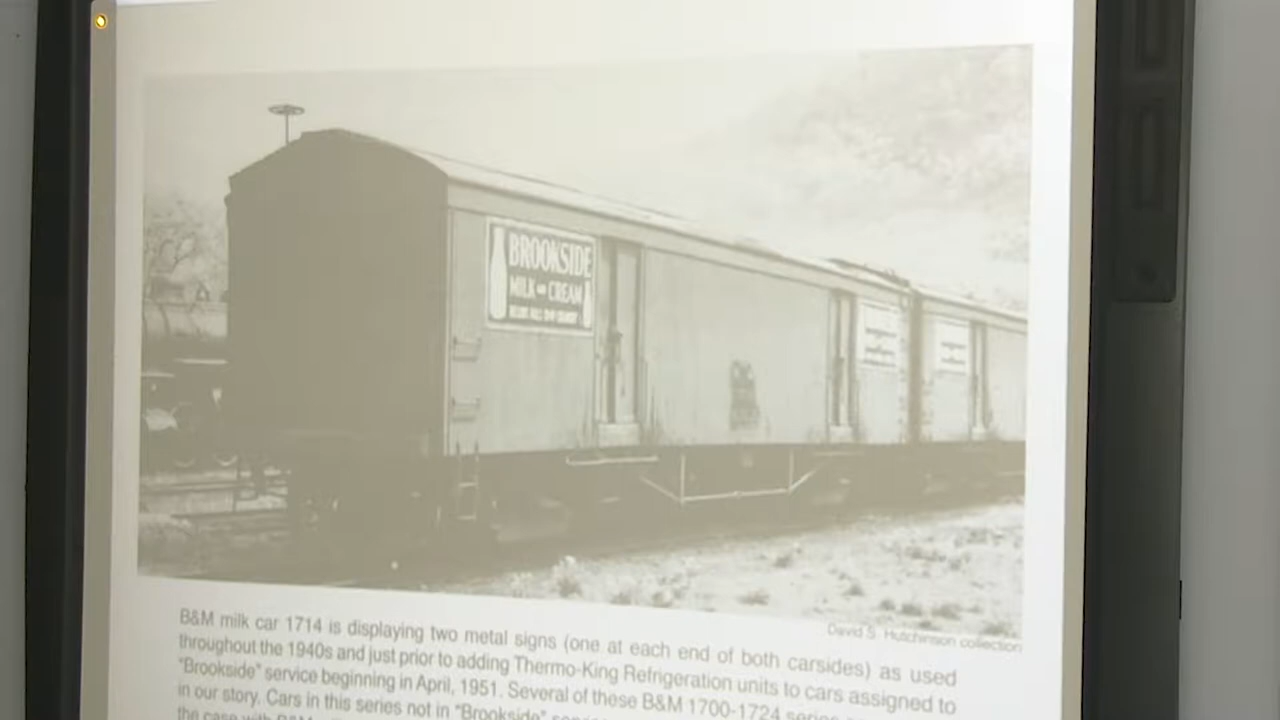 BROOKSIDE
MILK AND CREAM
David S. Hutchinson collection
B&M milk car 1714 is displaying two metal signs (one at each end of both carsides) as used
throughout the 1940s and just prior to adding Thermo-King Refrigeration units to cars assigned to
"Brookside" service beginning in April, 1951. Several of these B&M 1700-1724 series
in our story. Cars in this series not in "Brookside"
the case with B&M